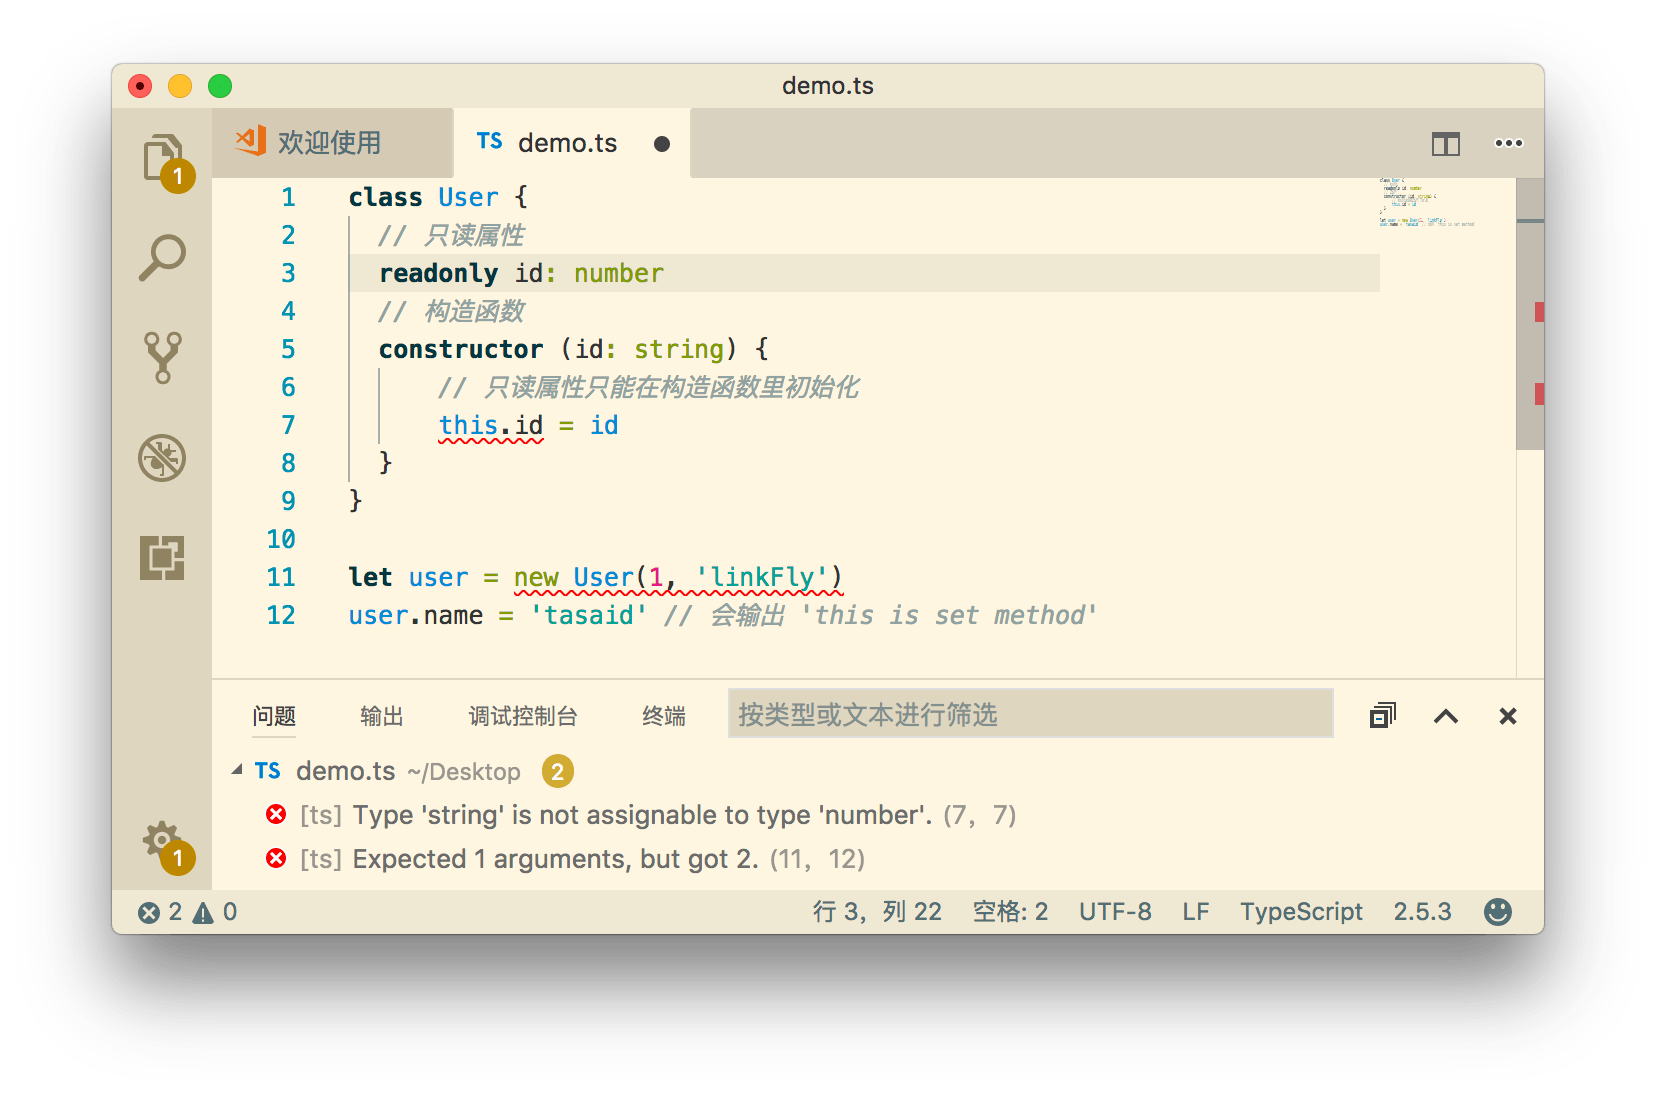 demo.ts
欢迎使用
TS demo.ts
1
1 class User {
2 // 只读属性
3 readonly id: number
4 // 构造函数
5 constructor (id: string) {
6 // 只读属性只能在构造函数里初始化
7 this.id = id
8 }
9 }
10
11 let user = new User(1, 'linkFly')
12 user.name = 'tasaid' // 会输出 'this is set method'
问题 输出 调试控制台 终端 按类型或文本进行筛选
TS demo.ts ~/Desktop 2
[ts] Type 'string' is not assignable to type 'number'. (7, 7)
[ts] Expected 1 arguments, but got 2. (11, 12)
1
2 0 行 3, 列 22 空格: 2 UTF-8 LF TypeScript 2.5.3